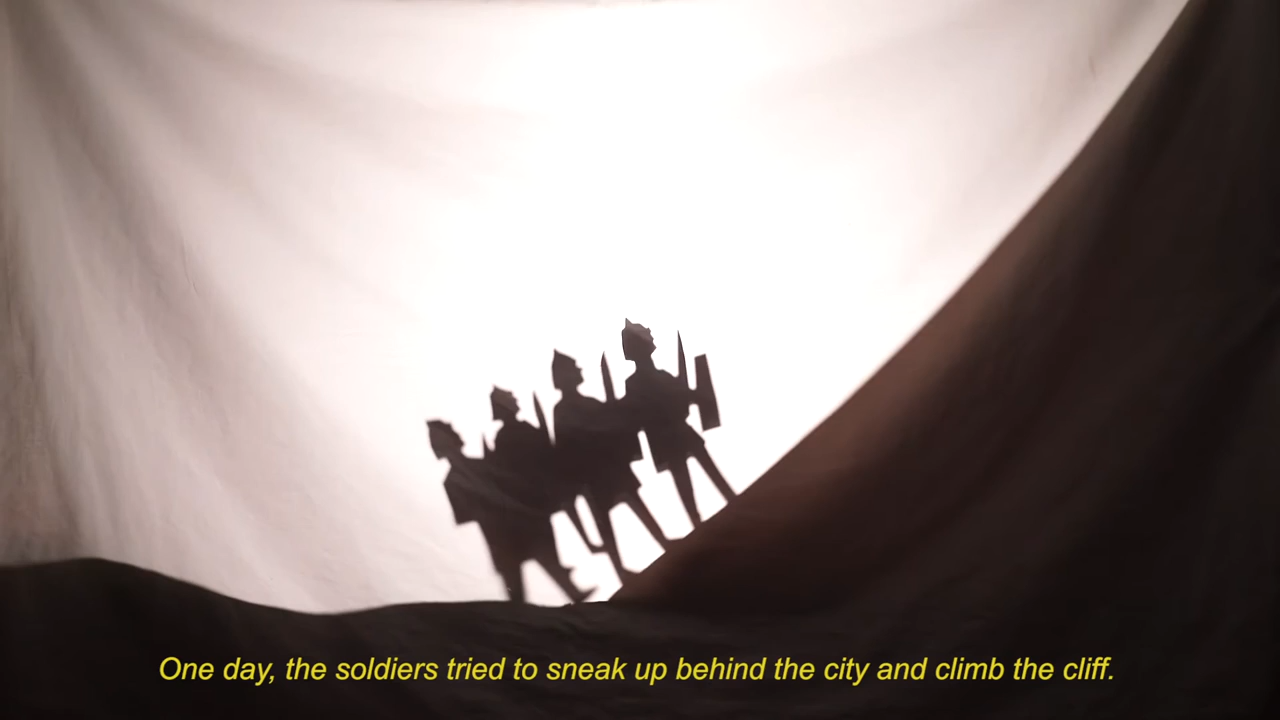 One day, the soldiers tried to sneak up behind the city and climb the cliff.